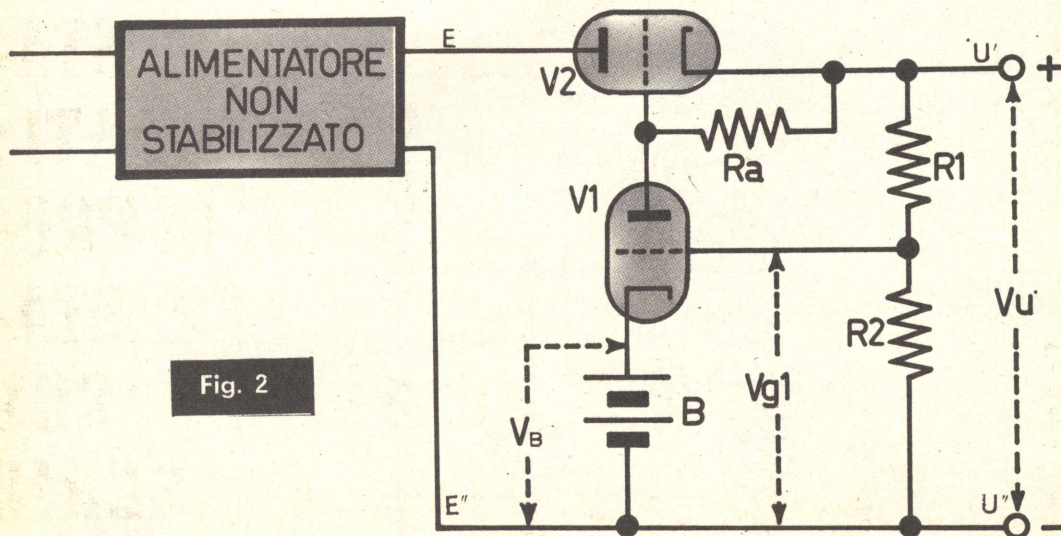 ALIMENTATORE
NON
STABILIZZATO
E
V2
U'
+
Ra
R1
V1
R2
Vu
Vg1
Fig. 2
VB
B
E"
U"
−